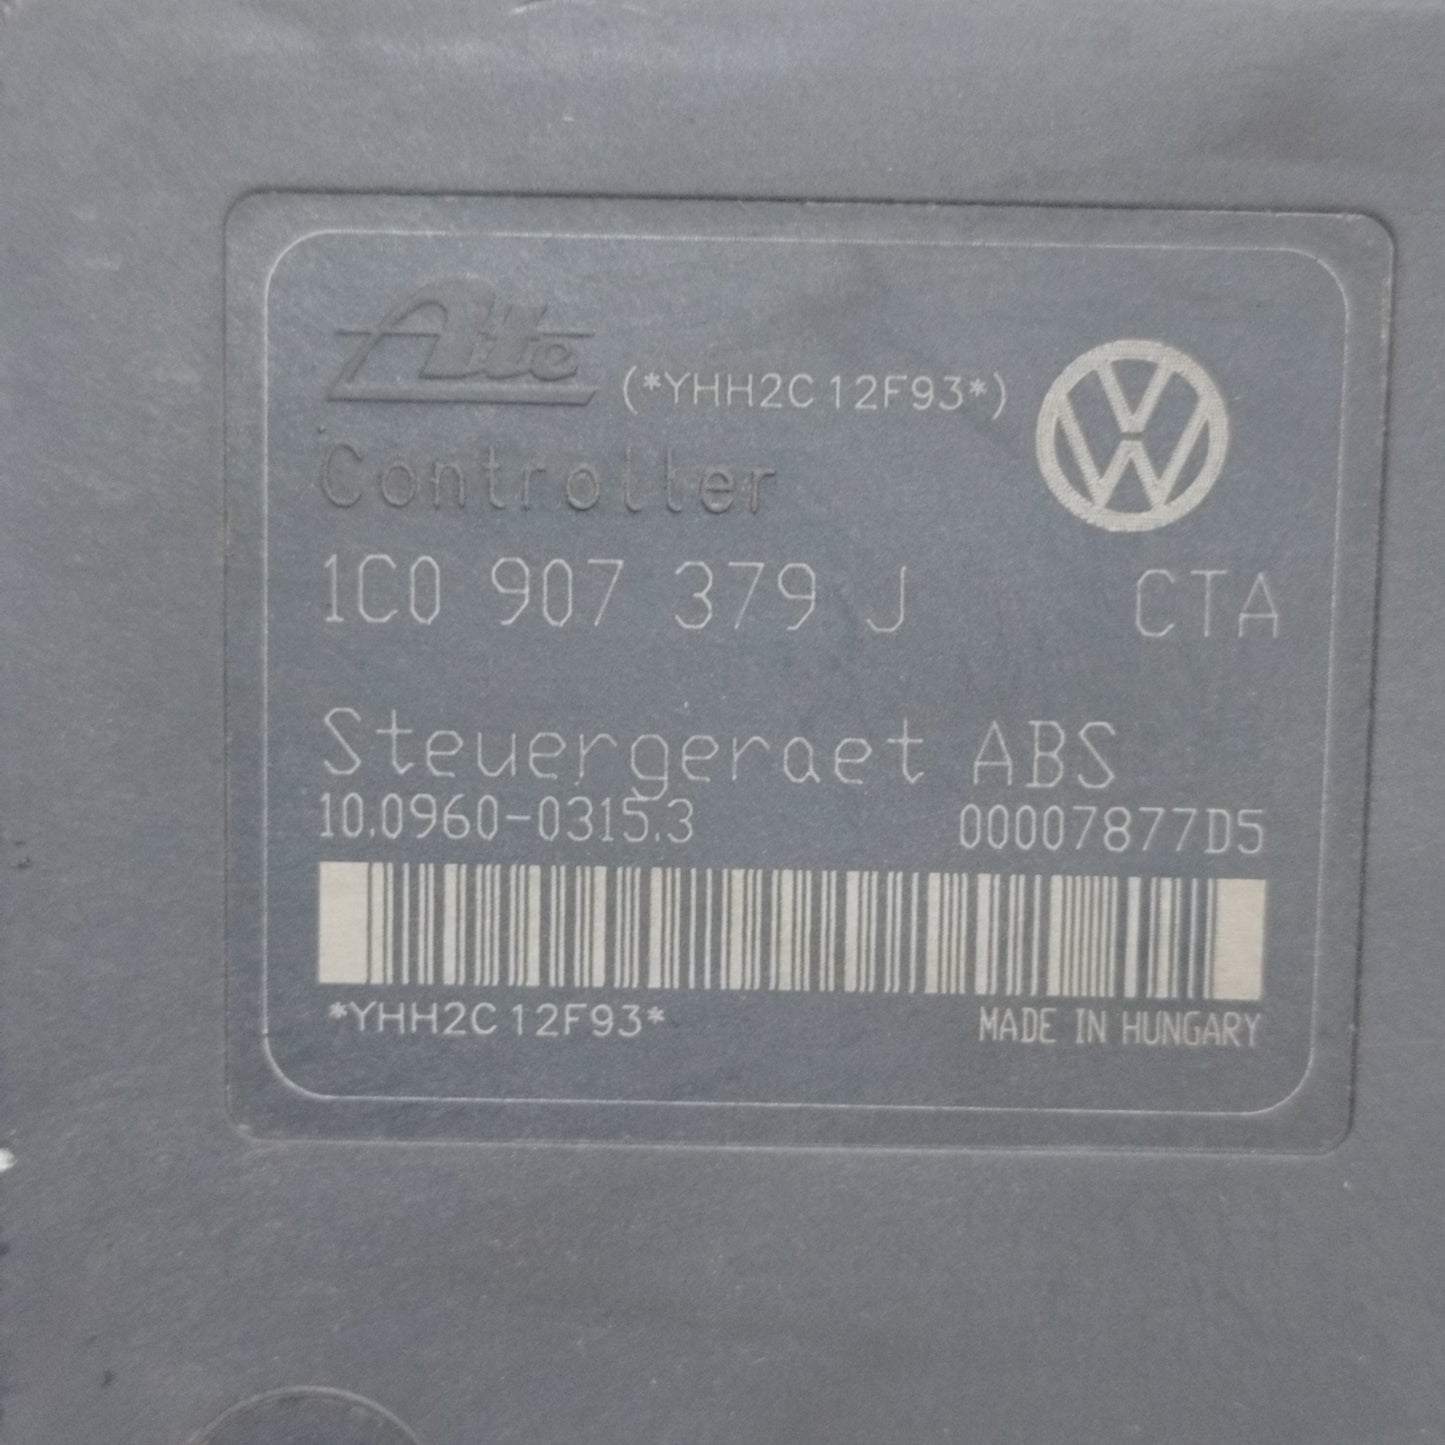 Ate (*YHH2C12F93*)
Controller
1C0 907 379 J CTA
Steuergeraet ABS
10.0960-0315.3 00007877D5
*YHH2C12F93* MADE IN HUNGARY